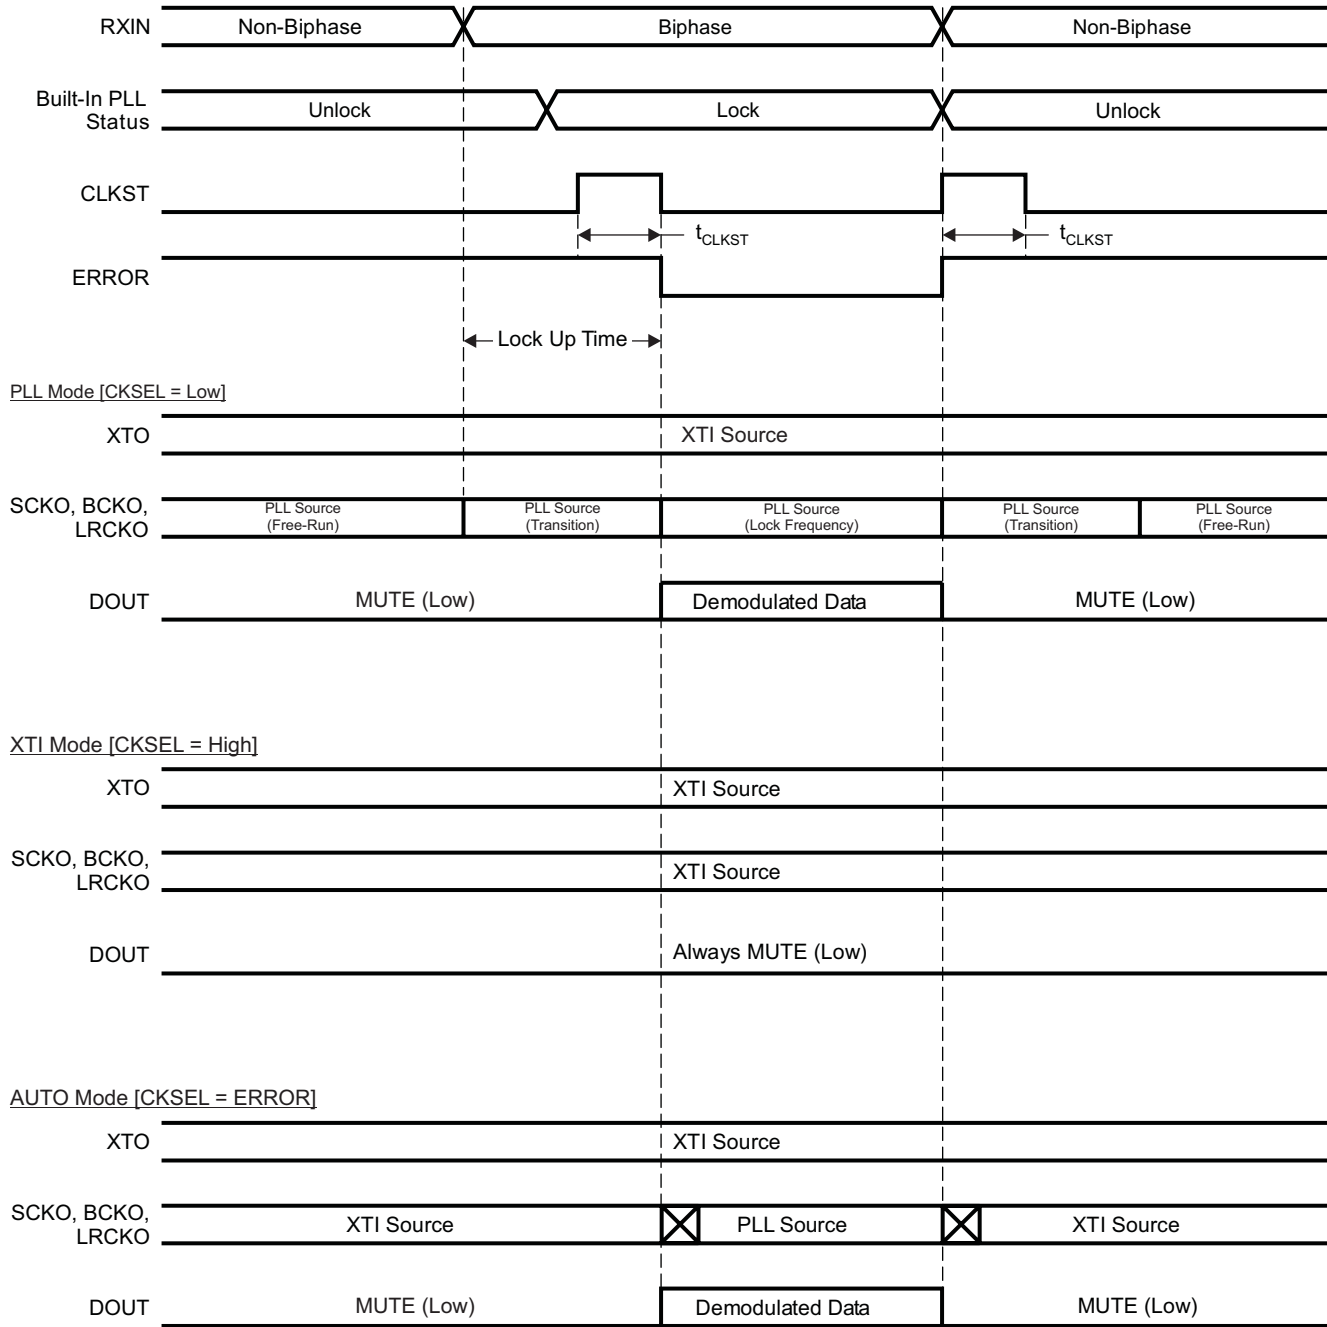 RXIN Non-Biphase Biphase Non-Biphase
Built-In PLL
Status Unlock Lock Unlock
CLKST
tCLKST tCLKST
ERROR
Lock Up Time
PLL Mode [CKSEL = Low]
XTO XTI Source
SCKO, BCKO,
LRCKO
PLL Source
(Free-Run)
PLL Source
(Transition)
PLL Source
(Lock Frequency)
PLL Source
(Transition)
PLL Source
(Free-Run)
DOUT MUTE (Low) Demodulated Data MUTE (Low)
XTI Mode [CKSEL = High]
XTO XTI Source
SCKO, BCKO,
LRCKO XTI Source
DOUT Always MUTE (Low)
AUTO Mode [CKSEL = ERROR]
XTO XTI Source
SCKO, BCKO,
LRCKO XTI Source PLL Source XTI Source
DOUT MUTE (Low) Demodulated Data MUTE (Low)